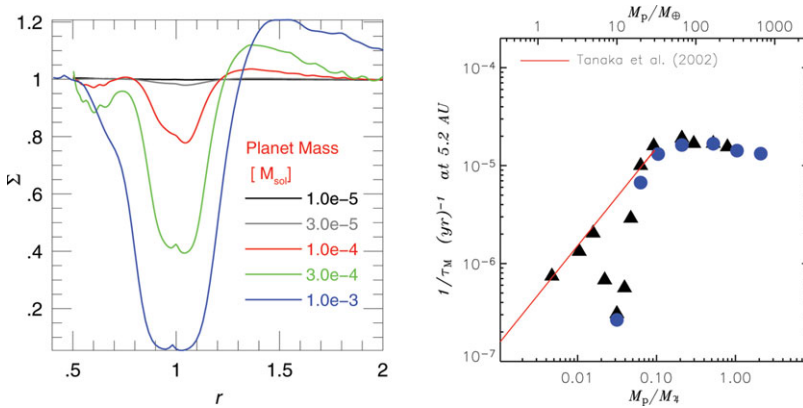 1.2
1
.8
.6
.4
.2
Σ
Planet Mass
[ M_sol ]
1.0e-5
3.0e-5
1.0e-4
3.0e-4
1.0e-3
.5
1
1.5
2
r
M_p/M_⊕
1
10
100
1000
Tanaka et al. (2002)
10^-4
10^-5
10^-6
10^-7
1/τ_M (yr)^-1 at 5.2 AU
0.01
0.10
1.00
M_p/M_♃